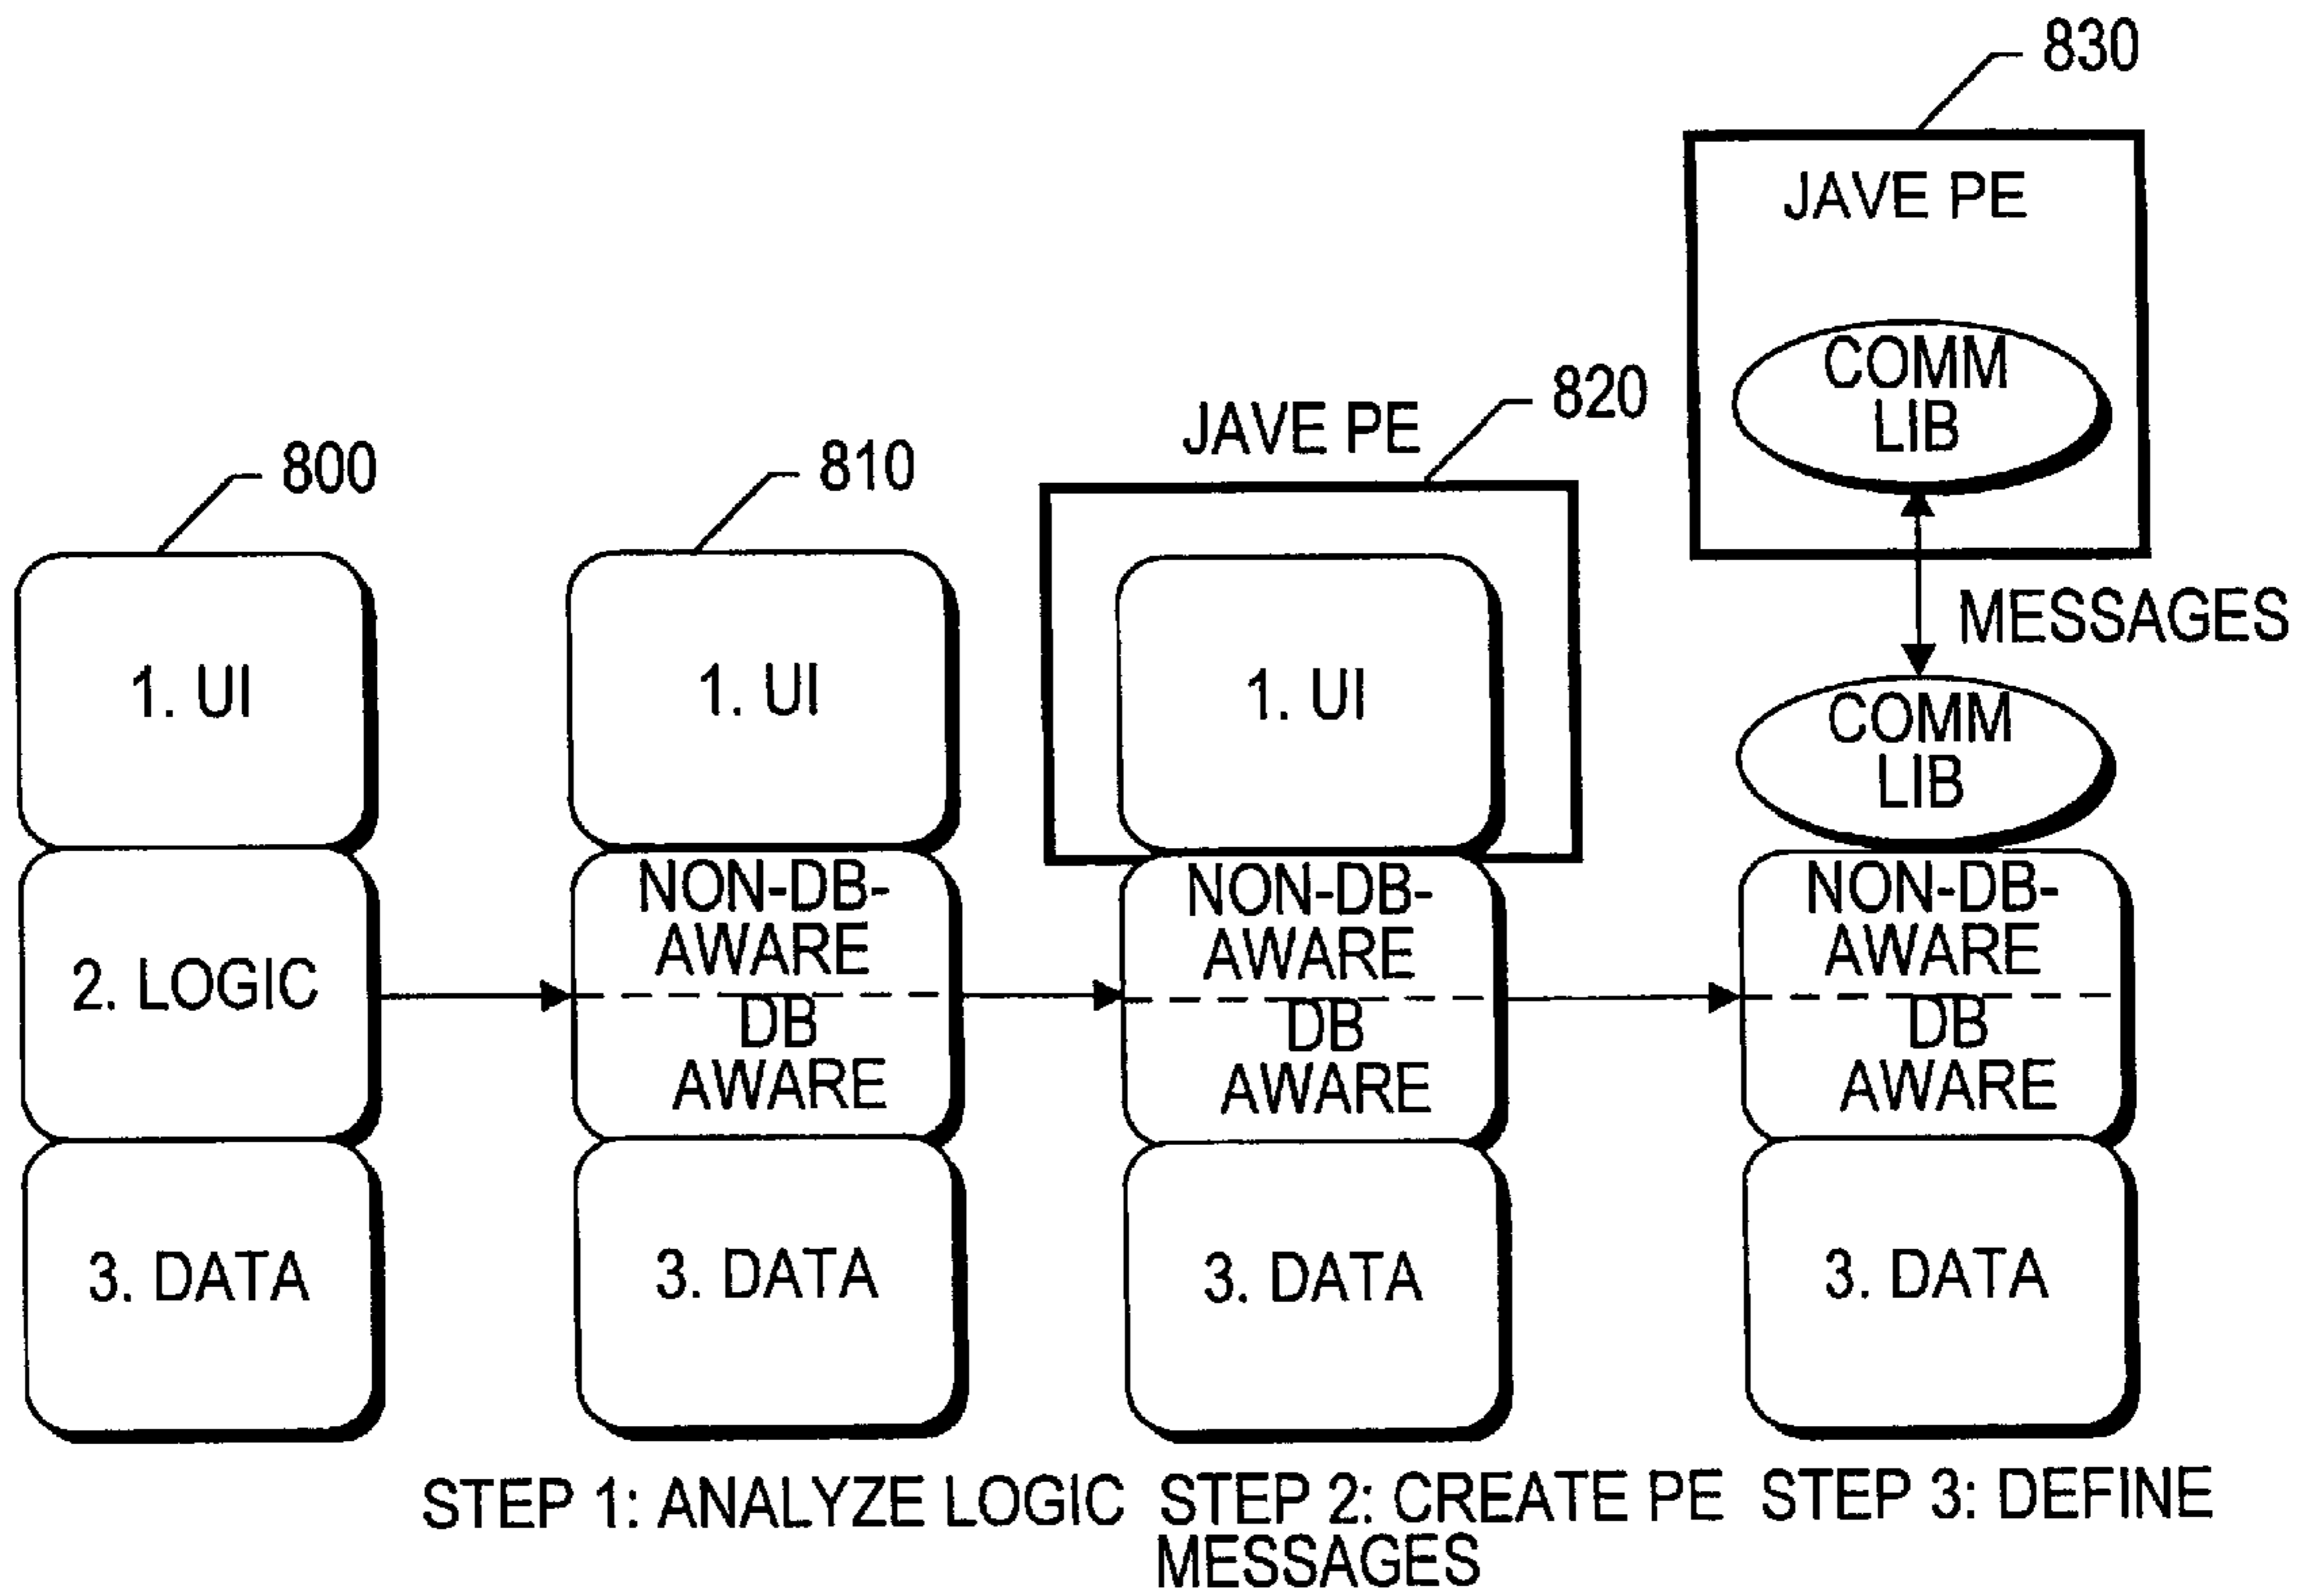 830
JAVE PE
COMM
LIB
820
JAVE PE
800
810
MESSAGES
1. UI
1. UI
1. UI
COMM
LIB
2. LOGIC
NON-DB-
AWARE
DB
AWARE
NON-DB-
AWARE
DB
AWARE
NON-DB-
AWARE
DB
AWARE
3. DATA
3. DATA
3. DATA
3. DATA
STEP 1: ANALYZE LOGIC STEP 2: CREATE PE STEP 3: DEFINE
MESSAGES